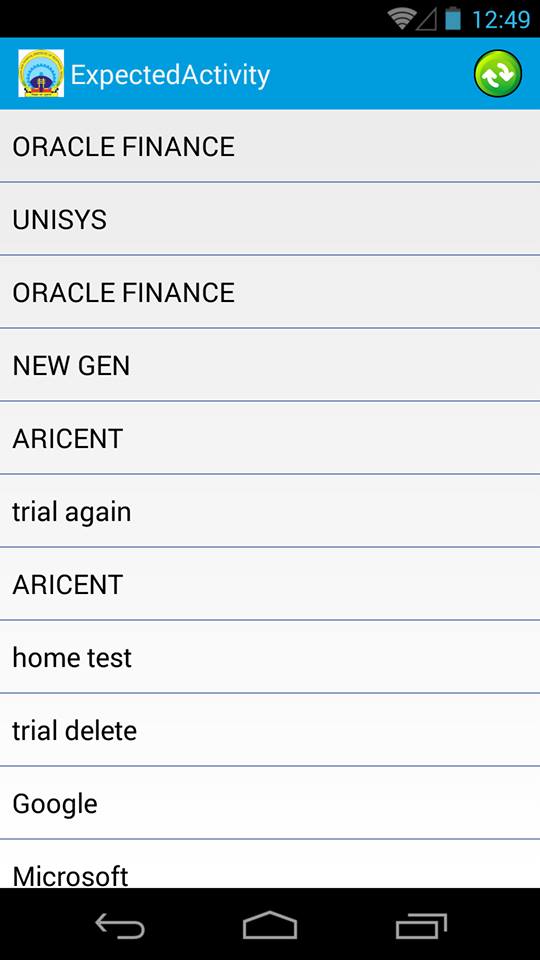 12:49
ExpectedActivity
ORACLE FINANCE
UNISYS
ORACLE FINANCE
NEW GEN
ARICENT
trial again
ARICENT
home test
trial delete
Google
Microsoft